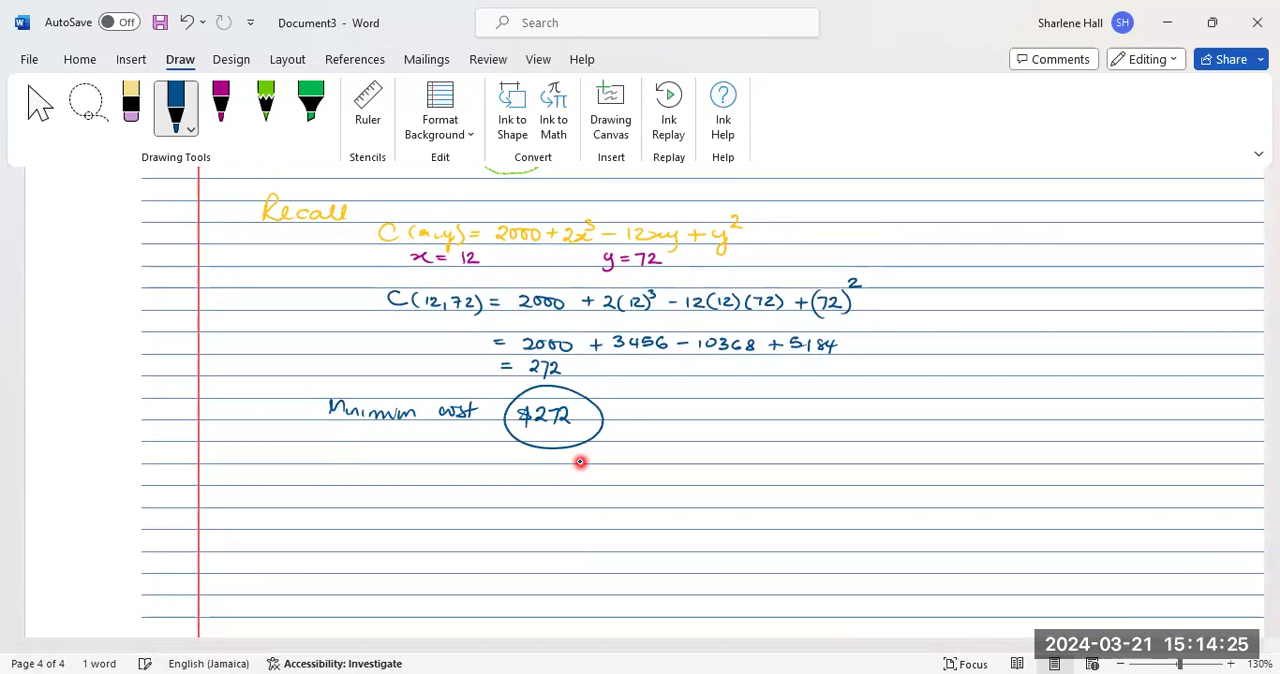 AutoSave Off Document3 - Word Search Sharlene Hall SH
File Home Insert Draw Design Layout References Mailings Review View Help Comments Editing Share
Ruler Format Background Ink to Shape Ink to Math Drawing Canvas Ink Replay Ink Help
Drawing Tools Stencils Edit Convert Insert Replay Help
Recall
C(x,y) = 2000 + 2x³ - 12xy + y²
x = 12 y = 72
C(12,72) = 2000 + 2(12)³ - 12(12)(72) + (72)²
= 2000 + 3456 - 10368 + 5184
= 272
Minimum cost $272
2024-03-21 15:14:25
Page 4 of 4 1 word English (Jamaica) Accessibility: Investigate Focus 130%